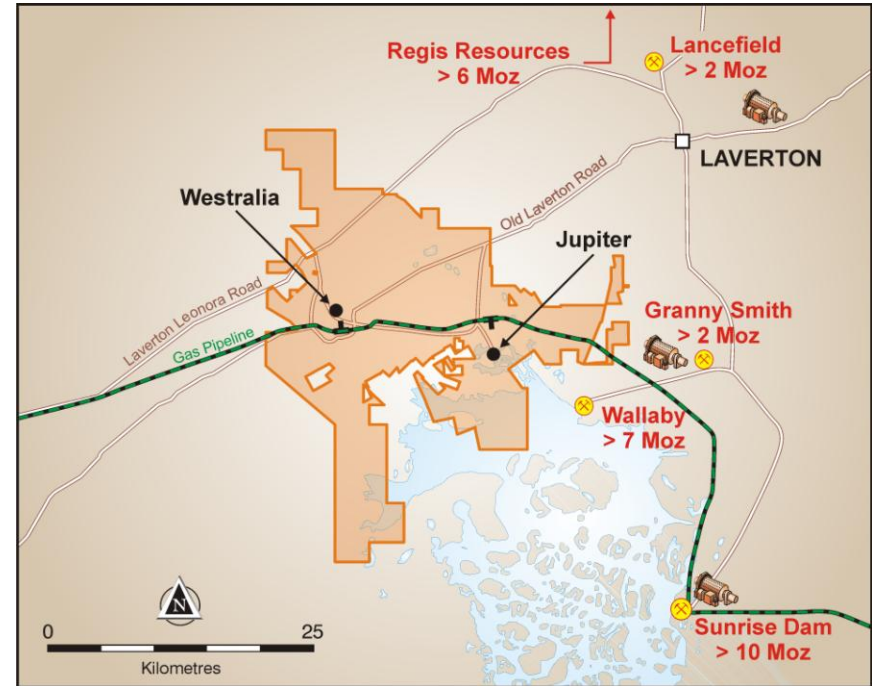 Regis Resources
> 6 Moz
Lancefield
> 2 Moz
LAVERTON
Westralia
Old Laverton Road
Jupiter
Laverton Leonora Road
Gas Pipeline
Granny Smith
> 2 Moz
Wallaby
> 7 Moz
N
0 25
Kilometres
Sunrise Dam
> 10 Moz